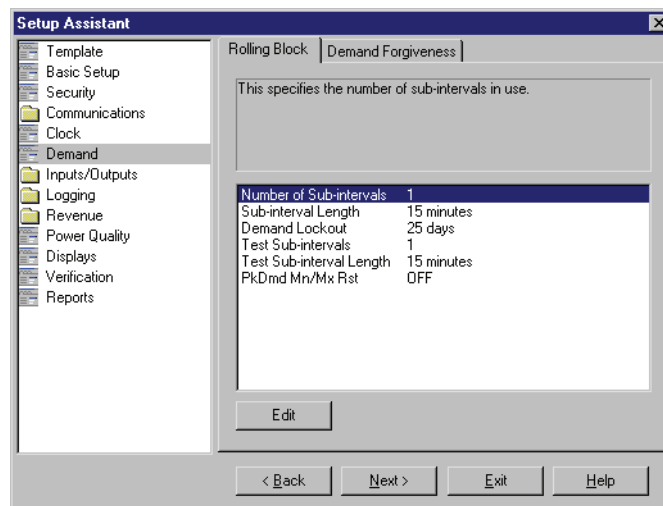 Setup Assistant
Template
Basic Setup
Security
Communications
Clock
Demand
Inputs/Outputs
Logging
Revenue
Power Quality
Displays
Verification
Reports
Rolling Block
Demand Forgiveness
This specifies the number of sub-intervals in use.
Number of Sub-intervals 1
Sub-interval Length 15 minutes
Demand Lockout 25 days
Test Sub-intervals 1
Test Sub-interval Length 15 minutes
PkDmd Mn/Mx Rst OFF
Edit
< Back
Next >
Exit
Help